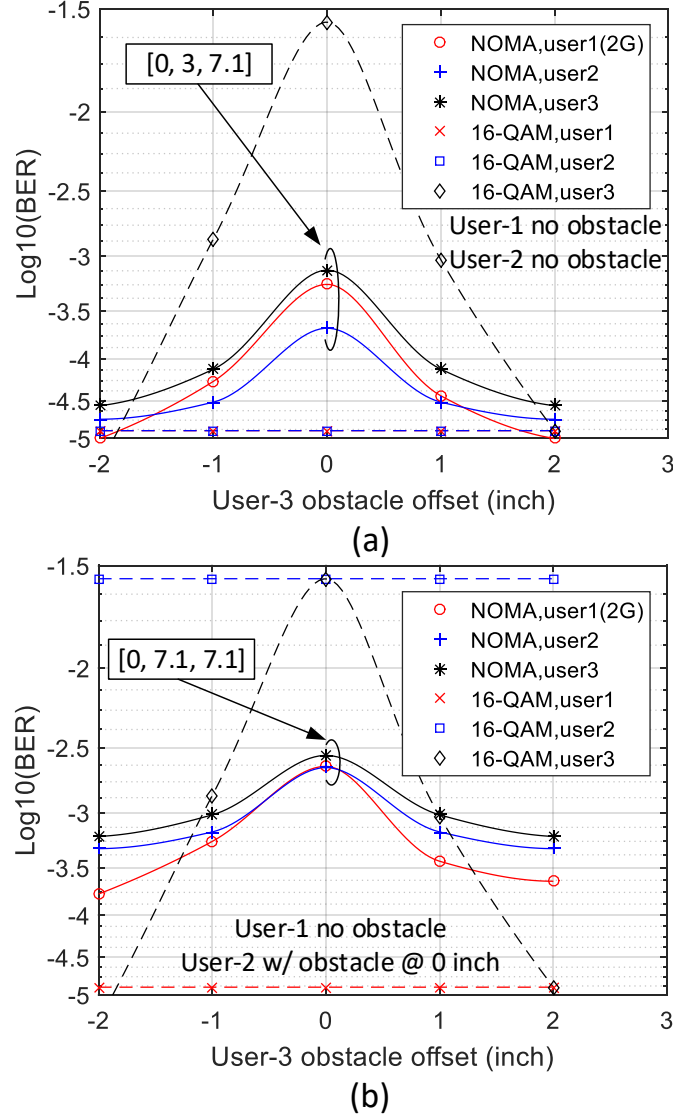 -1.5
-2
-2.5
-3
-3.5
-4
-4.5
-5
Log10(BER)
[0, 3, 7.1]
NOMA,user1(2G)
NOMA,user2
NOMA,user3
16-QAM,user1
16-QAM,user2
16-QAM,user3
User-1 no obstacle
User-2 no obstacle
-2 -1 0 1 2 3
User-3 obstacle offset (inch)
(a)
-1.5
-2
-2.5
-3
-3.5
-4
-4.5
-5
Log10(BER)
[0, 7.1, 7.1]
NOMA,user1(2G)
NOMA,user2
NOMA,user3
16-QAM,user1
16-QAM,user2
16-QAM,user3
User-1 no obstacle
User-2 w/ obstacle @ 0 inch
-2 -1 0 1 2 3
User-3 obstacle offset (inch)
(b)